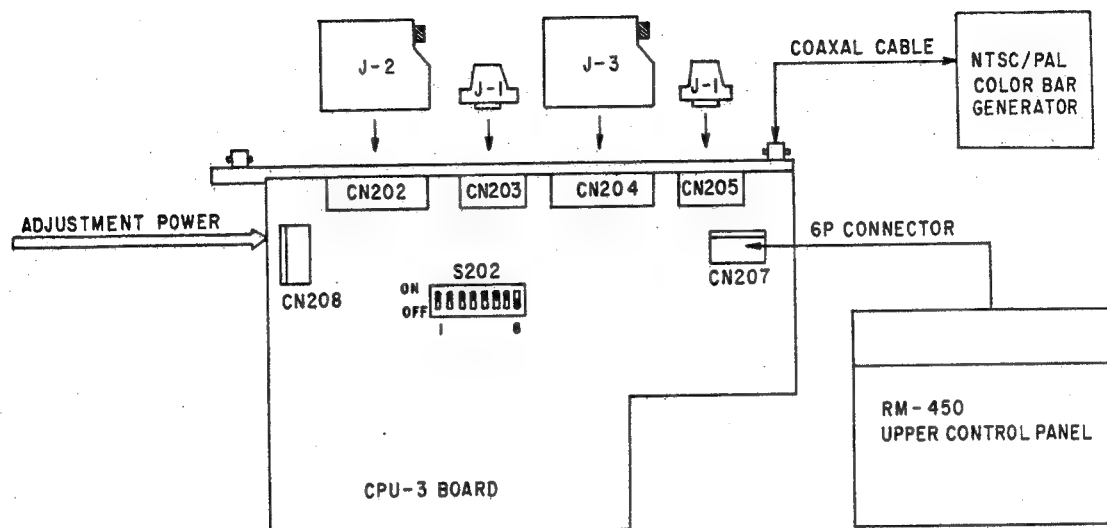 J-2
J-1
J-3
J-1
COAXAL CABLE
NTSC/PAL
COLOR BAR
GENERATOR
CN202
CN203
CN204
CN205
ADJUSTMENT POWER
6P CONNECTOR
CN208
S202
ON
OFF
1
8
CN207
RM-450
UPPER CONTROL PANEL
CPU-3 BOARD